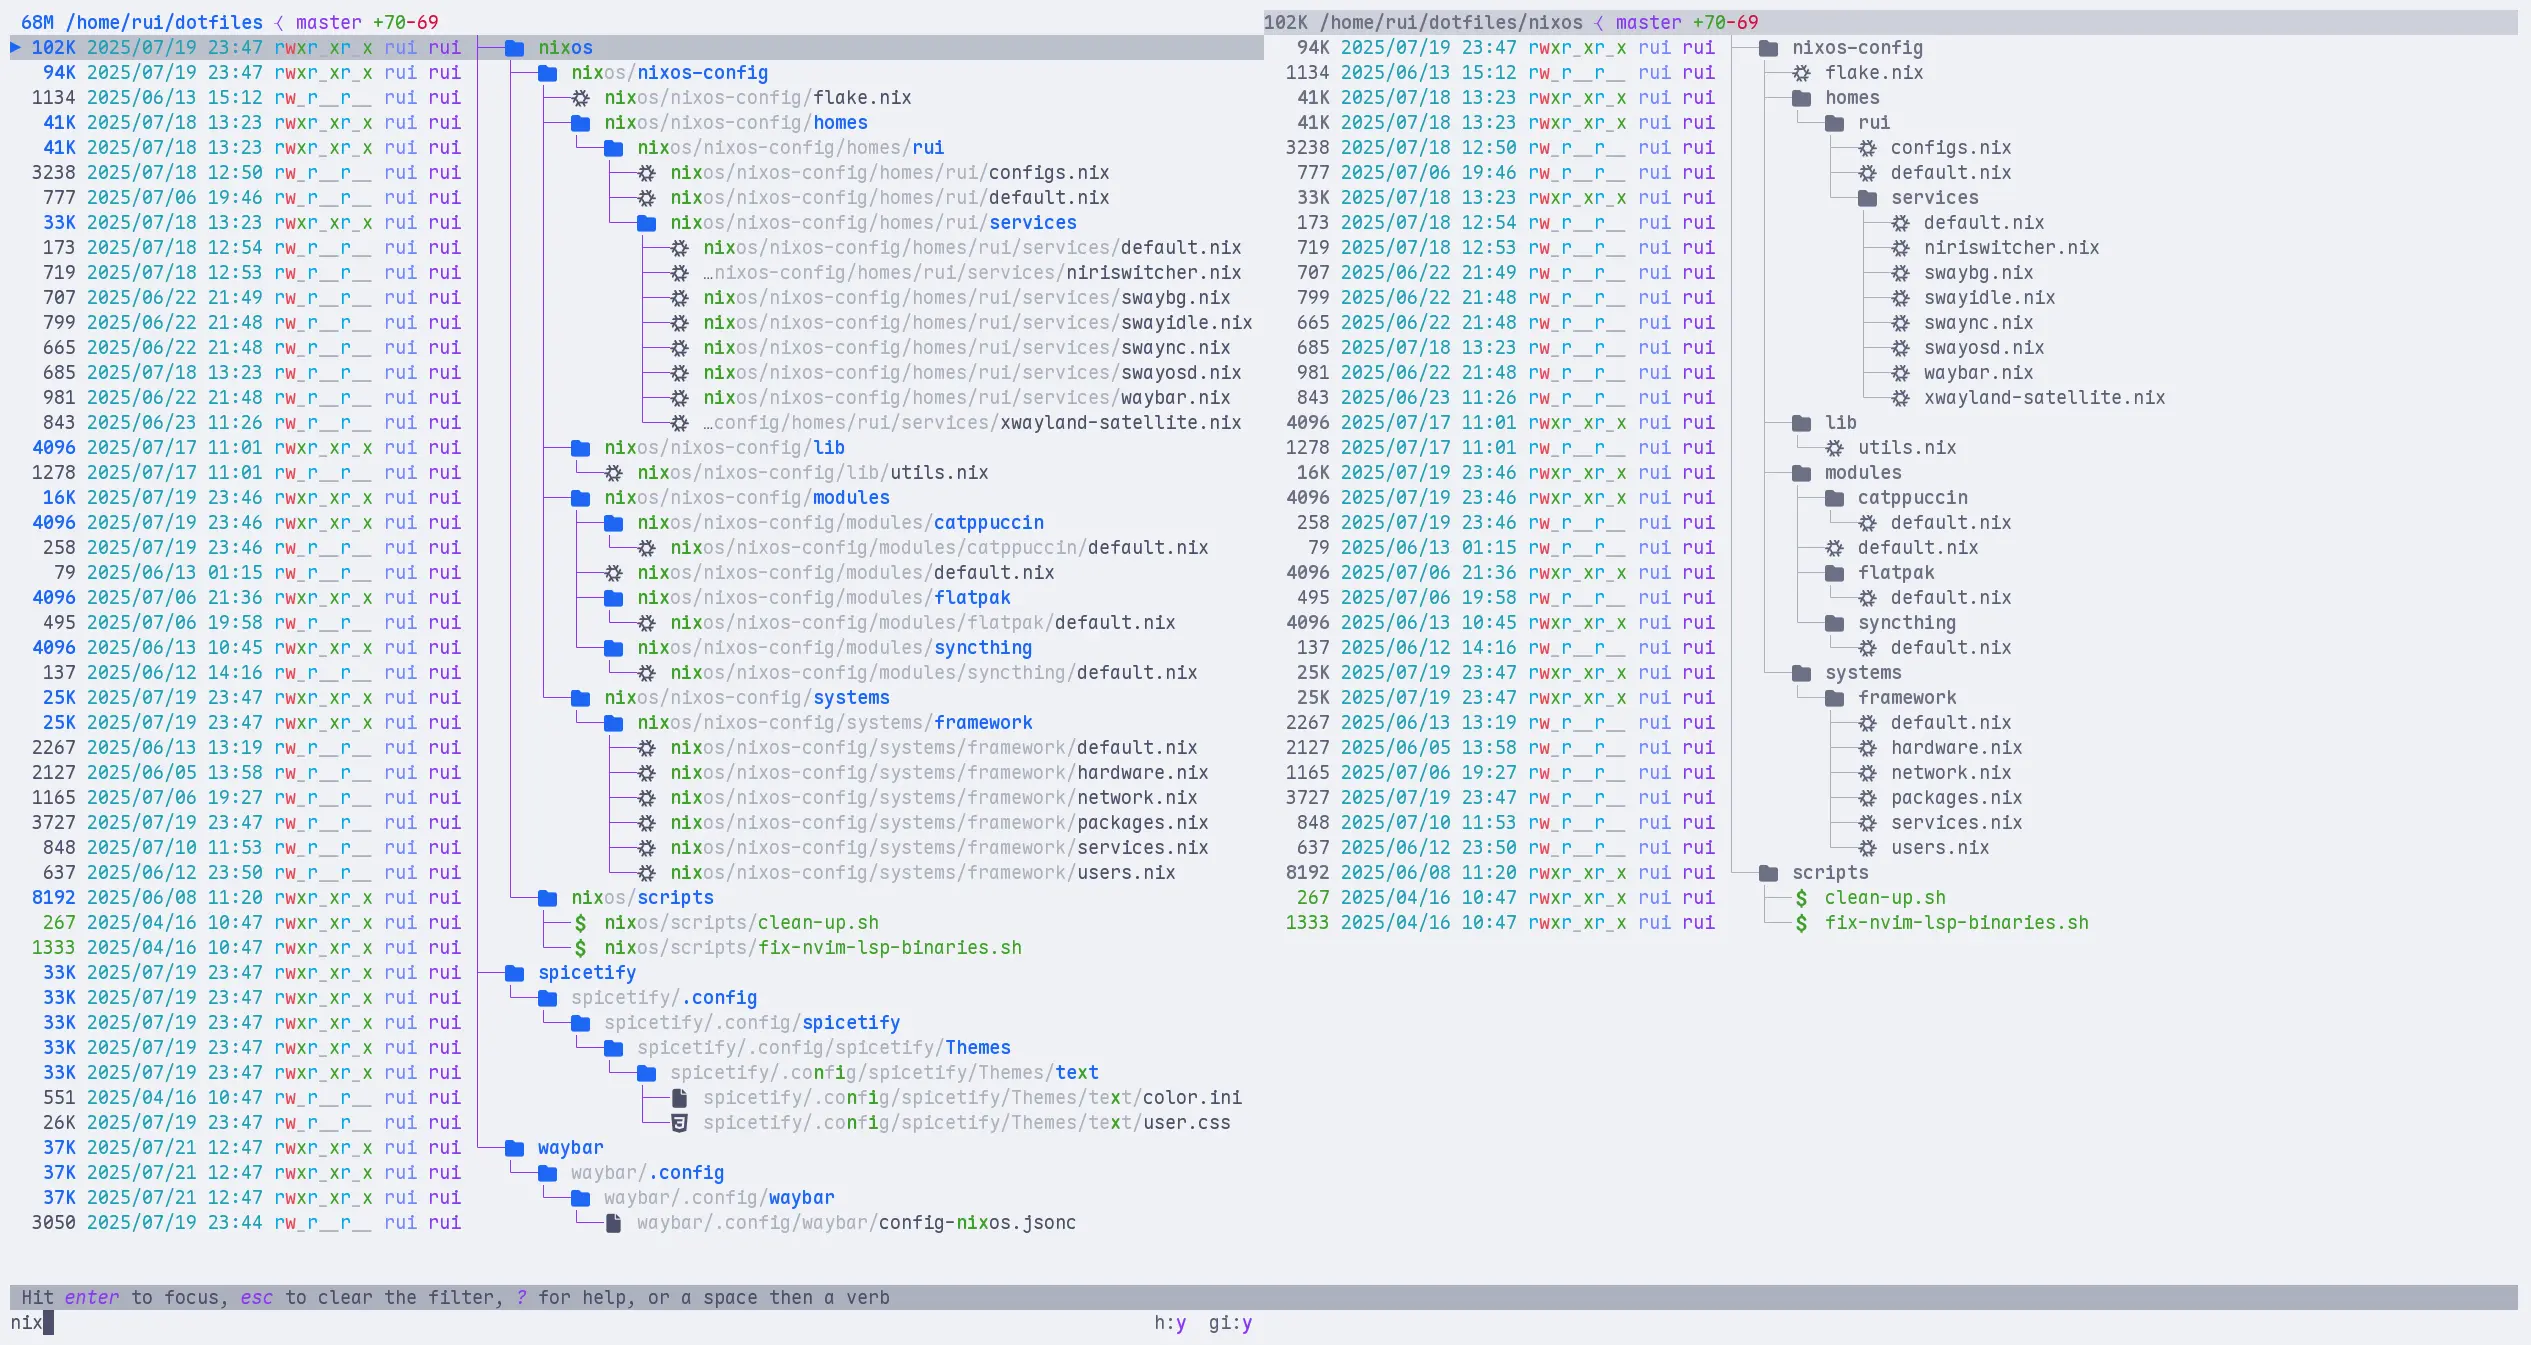 68M /home/rui/dotfiles master +70-69
102K 2025/07/19 23:47 rwxr_xr_x rui rui nixos
94K 2025/07/19 23:47 rwxr_xr_x rui rui nixos/nixos-config
1134 2025/06/13 15:12 rw_r__r__ rui rui nixos/nixos-config/flake.nix
41K 2025/07/18 13:23 rwxr_xr_x rui rui nixos/nixos-config/homes
41K 2025/07/18 13:23 rwxr_xr_x rui rui nixos/nixos-config/homes/rui
3238 2025/07/18 12:50 rw_r__r__ rui rui nixos/nixos-config/homes/rui/configs.nix
777 2025/07/06 19:46 rw_r__r__ rui rui nixos/nixos-config/homes/rui/default.nix
33K 2025/07/18 13:23 rwxr_xr_x rui rui nixos/nixos-config/homes/rui/services
173 2025/07/18 12:54 rw_r__r__ rui rui nixos/nixos-config/homes/rui/services/default.nix
719 2025/07/18 12:53 rw_r__r__ rui rui …nixos-config/homes/rui/services/niriswitcher.nix
707 2025/06/22 21:49 rw_r__r__ rui rui nixos/nixos-config/homes/rui/services/swaybg.nix
799 2025/06/22 21:48 rw_r__r__ rui rui nixos/nixos-config/homes/rui/services/swayidle.nix
665 2025/06/22 21:48 rw_r__r__ rui rui nixos/nixos-config/homes/rui/services/swaync.nix
685 2025/07/18 13:23 rw_r__r__ rui rui nixos/nixos-config/homes/rui/services/swayosd.nix
981 2025/06/22 21:48 rw_r__r__ rui rui nixos/nixos-config/homes/rui/services/waybar.nix
843 2025/06/23 11:26 rw_r__r__ rui rui …config/homes/rui/services/xwayland-satellite.nix
4096 2025/07/17 11:01 rwxr_xr_x rui rui nixos/nixos-config/lib
1278 2025/07/17 11:01 rw_r__r__ rui rui nixos/nixos-config/lib/utils.nix
16K 2025/07/19 23:46 rwxr_xr_x rui rui nixos/nixos-config/modules
4096 2025/07/19 23:46 rwxr_xr_x rui rui nixos/nixos-config/modules/catppuccin
258 2025/07/19 23:46 rw_r__r__ rui rui nixos/nixos-config/modules/catppuccin/default.nix
79 2025/06/13 01:15 rw_r__r__ rui rui nixos/nixos-config/modules/default.nix
4096 2025/07/06 21:36 rwxr_xr_x rui rui nixos/nixos-config/modules/flatpak
495 2025/07/06 19:58 rw_r__r__ rui rui nixos/nixos-config/modules/flatpak/default.nix
4096 2025/06/13 10:45 rwxr_xr_x rui rui nixos/nixos-config/modules/syncthing
137 2025/06/12 14:16 rw_r__r__ rui rui nixos/nixos-config/modules/syncthing/default.nix
25K 2025/07/19 23:47 rwxr_xr_x rui rui nixos/nixos-config/systems
25K 2025/07/19 23:47 rwxr_xr_x rui rui nixos/nixos-config/systems/framework
2267 2025/06/13 13:19 rw_r__r__ rui rui nixos/nixos-config/systems/framework/default.nix
2127 2025/06/05 13:58 rw_r__r__ rui rui nixos/nixos-config/systems/framework/hardware.nix
1165 2025/07/06 19:27 rw_r__r__ rui rui nixos/nixos-config/systems/framework/network.nix
3727 2025/07/19 23:47 rw_r__r__ rui rui nixos/nixos-config/systems/framework/packages.nix
848 2025/07/10 11:53 rw_r__r__ rui rui nixos/nixos-config/systems/framework/services.nix
637 2025/06/12 23:50 rw_r__r__ rui rui nixos/nixos-config/systems/framework/users.nix
8192 2025/06/08 11:20 rwxr_xr_x rui rui nixos/scripts
267 2025/04/16 10:47 rwxr_xr_x rui rui $ nixos/scripts/clean-up.sh
1333 2025/04/16 10:47 rwxr_xr_x rui rui $ nixos/scripts/fix-nvim-lsp-binaries.sh
33K 2025/07/19 23:47 rwxr_xr_x rui rui spicetify
33K 2025/07/19 23:47 rwxr_xr_x rui rui spicetify/.config
33K 2025/07/19 23:47 rwxr_xr_x rui rui spicetify/.config/spicetify
33K 2025/07/19 23:47 rwxr_xr_x rui rui spicetify/.config/spicetify/Themes
33K 2025/07/19 23:47 rwxr_xr_x rui rui spicetify/.config/spicetify/Themes/text
551 2025/04/16 10:47 rw_r__r__ rui rui spicetify/.config/spicetify/Themes/text/color.ini
26K 2025/07/19 23:47 rw_r__r__ rui rui spicetify/.config/spicetify/Themes/text/user.css
37K 2025/07/21 12:47 rwxr_xr_x rui rui waybar
37K 2025/07/21 12:47 rwxr_xr_x rui rui waybar/.config
37K 2025/07/21 12:47 rwxr_xr_x rui rui waybar/.config/waybar
3050 2025/07/19 23:44 rw_r__r__ rui rui waybar/.config/waybar/config-nixos.jsonc
102K /home/rui/dotfiles/nixos master +70-69
94K 2025/07/19 23:47 rwxr_xr_x rui rui nixos-config
1134 2025/06/13 15:12 rw_r__r__ rui rui flake.nix
41K 2025/07/18 13:23 rwxr_xr_x rui rui homes
41K 2025/07/18 13:23 rwxr_xr_x rui rui rui
3238 2025/07/18 12:50 rw_r__r__ rui rui configs.nix
777 2025/07/06 19:46 rw_r__r__ rui rui default.nix
33K 2025/07/18 13:23 rwxr_xr_x rui rui services
173 2025/07/18 12:54 rw_r__r__ rui rui default.nix
719 2025/07/18 12:53 rw_r__r__ rui rui niriswitcher.nix
707 2025/06/22 21:49 rw_r__r__ rui rui swaybg.nix
799 2025/06/22 21:48 rw_r__r__ rui rui swayidle.nix
665 2025/06/22 21:48 rw_r__r__ rui rui swaync.nix
685 2025/07/18 13:23 rw_r__r__ rui rui swayosd.nix
981 2025/06/22 21:48 rw_r__r__ rui rui waybar.nix
843 2025/06/23 11:26 rw_r__r__ rui rui xwayland-satellite.nix
4096 2025/07/17 11:01 rwxr_xr_x rui rui lib
1278 2025/07/17 11:01 rw_r__r__ rui rui utils.nix
16K 2025/07/19 23:46 rwxr_xr_x rui rui modules
4096 2025/07/19 23:46 rwxr_xr_x rui rui catppuccin
258 2025/07/19 23:46 rw_r__r__ rui rui default.nix
79 2025/06/13 01:15 rw_r__r__ rui rui default.nix
4096 2025/07/06 21:36 rwxr_xr_x rui rui flatpak
495 2025/07/06 19:58 rw_r__r__ rui rui default.nix
4096 2025/06/13 10:45 rwxr_xr_x rui rui syncthing
137 2025/06/12 14:16 rw_r__r__ rui rui default.nix
25K 2025/07/19 23:47 rwxr_xr_x rui rui systems
25K 2025/07/19 23:47 rwxr_xr_x rui rui framework
2267 2025/06/13 13:19 rw_r__r__ rui rui default.nix
2127 2025/06/05 13:58 rw_r__r__ rui rui hardware.nix
1165 2025/07/06 19:27 rw_r__r__ rui rui network.nix
3727 2025/07/19 23:47 rw_r__r__ rui rui packages.nix
848 2025/07/10 11:53 rw_r__r__ rui rui services.nix
637 2025/06/12 23:50 rw_r__r__ rui rui users.nix
8192 2025/06/08 11:20 rwxr_xr_x rui rui scripts
267 2025/04/16 10:47 rwxr_xr_x rui rui $ clean-up.sh
1333 2025/04/16 10:47 rwxr_xr_x rui rui $ fix-nvim-lsp-binaries.sh
Hit enter to focus, esc to clear the filter, ? for help, or a space then a verb
nix h:y gi:y